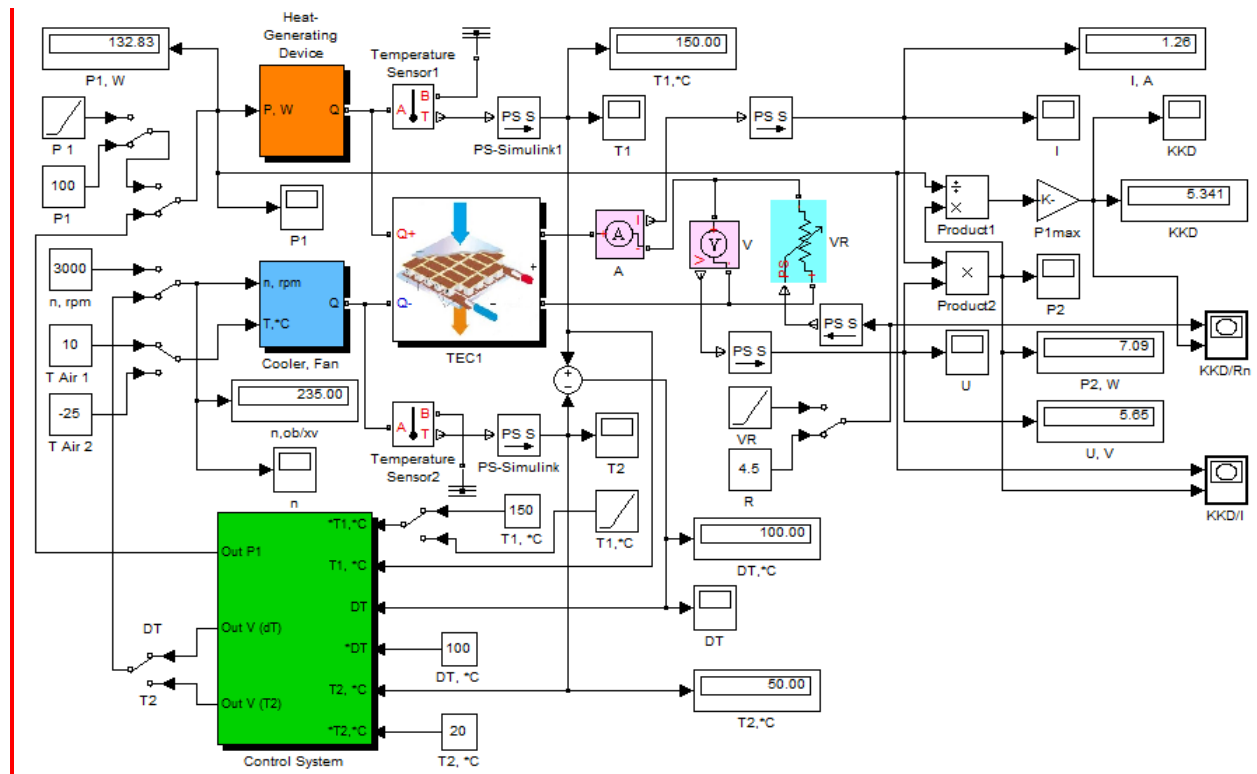 132.83
P1, W
Heat-
Generating
Device
P, W
Q
Temperature
Sensor1
B
A
T
PS S
PS-Simulink1
150.00
T1,*C
T1
PS S
1.26
I, A
I
KKD
P 1
100
P1
P1
÷
×
Product1
K-
P1max
5.341
KKD
Q+
Q-
TEC1
+
−
I
A
+
-
A
+
V
V
-
V
PS
+
-
VR
×
Product2
P2
3000
n, rpm
n, rpm
T,*C
Q
Cooler, Fan
10
T Air 1
-25
T Air 2
235.00
n,ob/xv
n
PS S
PS S
U
7.09
P2, W
KKD/Rn
+
−
VR
4.5
R
5.65
U, V
KKD/I
B
A
T
Temperature
Sensor2
PS S
PS-Simulink
T2
150
T1, *C
T1,*C
*T1,*C
Out P1
T1, *C
DT
Out V (dT)
*DT
T2, *C
Out V (T2)
*T2,*C
Control System
100.00
DT,*C
DT
DT
T2
100
DT, *C
50.00
T2,*C
20
T2, *C